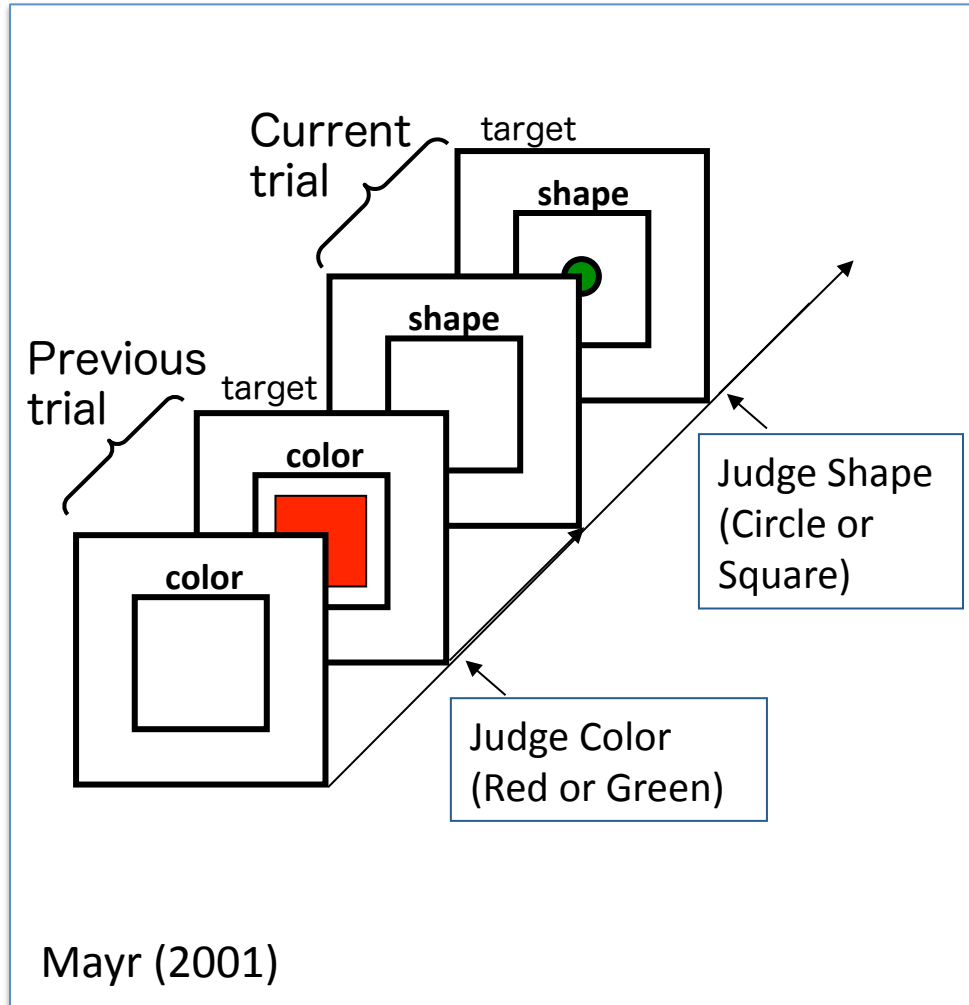 Current
trial
target
shape
shape
Previous
trial
target
color
color
Judge Shape
(Circle or
Square)
Judge Color
(Red or Green)
Mayr (2001)